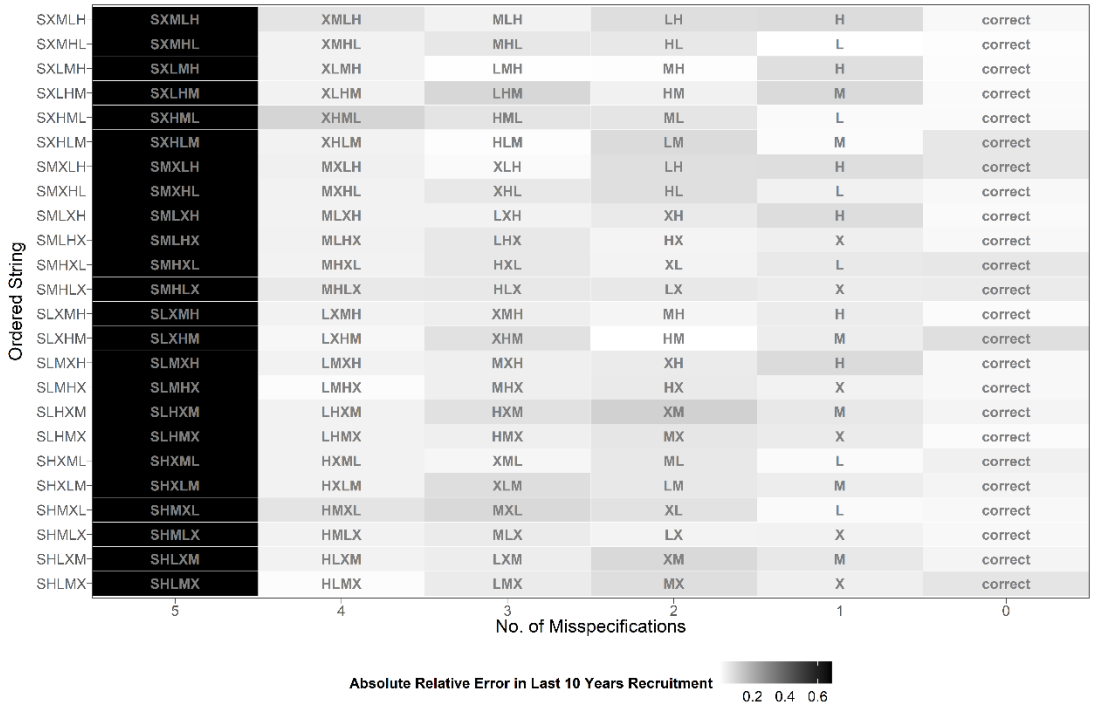 SXMLH SXMLH XMLH MLH LH H correct
SXMHL SXMHL XMHL MHL HL L correct
SXLMH SXLMH XLMH LMH MH H correct
SXLHM SXLHM XLHM LHM HM M correct
SXHML SXHML XHML HML ML L correct
SXHLM SXHLM XHLM HLM LM M correct
SMXLH SMXLH MXLH XLH LH H correct
SMXHL SMXHL MXHL XHL HL L correct
SMLXH SMLXH MLXH LXH XH H correct
SMLHX SMLHX MLHX LHX HX X correct
SMHXL SMHXL MHXL HXL XL L correct
SMHLX SMHLX MHLX HLX LX X correct
SLXMH SLXMH LXMH XMH MH H correct
SLXHM SLXHM LXHM XHM HM M correct
SLMXH SLMXH LMXH MXH XH H correct
SLMHX SLMHX LMHX MHX HX X correct
SLHXM SLHXM LHXM HXM XM M correct
SLHMX SLHMX LHMX HMX MX X correct
SHXML SHXML HXML XML ML L correct
SHXLM SHXLM HXLM XLM LM M correct
SHMXL SHMXL HMXL MXL XL L correct
SHMLX SHMLX HMLX MLX LX X correct
SHLXM SHLXM HLXM LXM XM M correct
SHLMX SHLMX HLMX LMX MX X correct
Ordered String
5 4 3 2 1 0
No. of Misspecifications
Absolute Relative Error in Last 10 Years Recruitment
0.2 0.4 0.6